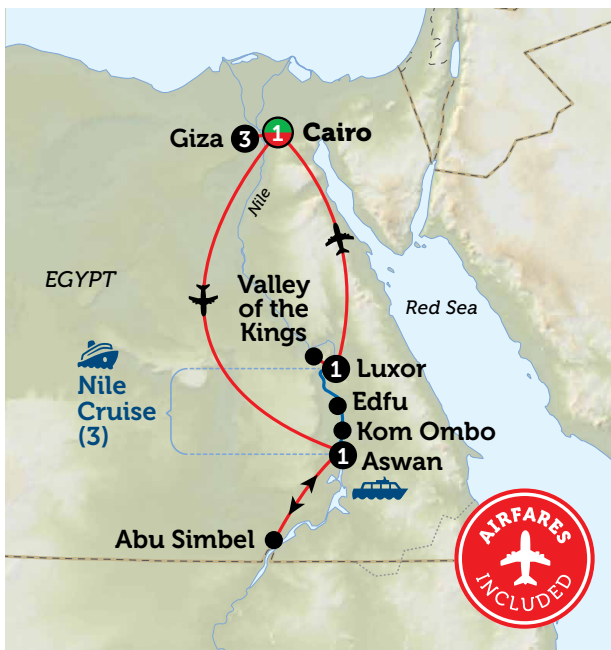 Giza
3
1
Cairo
Nile
EGYPT
Valley
of the
Kings
Red Sea
1
Luxor
Nile
Cruise
(3)
Edfu
Kom Ombo
1
Aswan
Abu Simbel
AIRFARES
INCLUDED